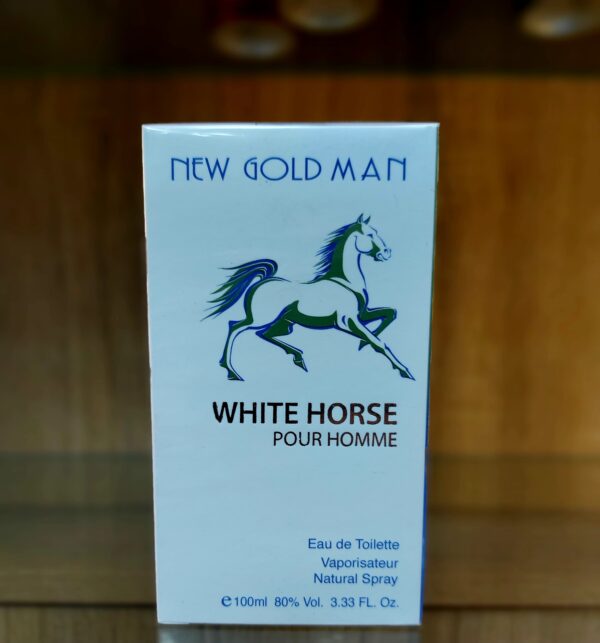 NEW GOLD MAN
WHITE HORSE
POUR HOMME
Eau de Toilette
Vaporisateur
Natural Spray
℮100ml 80% Vol. 3.33 FL. Oz.